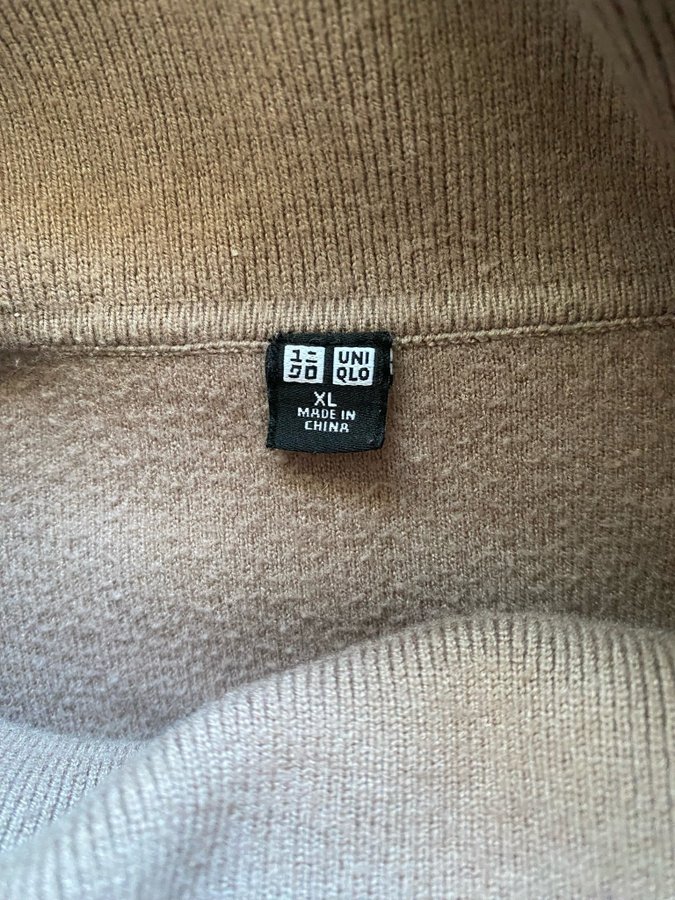 ユニ UNI
クロ QLO
XL
MADE IN
CHINA